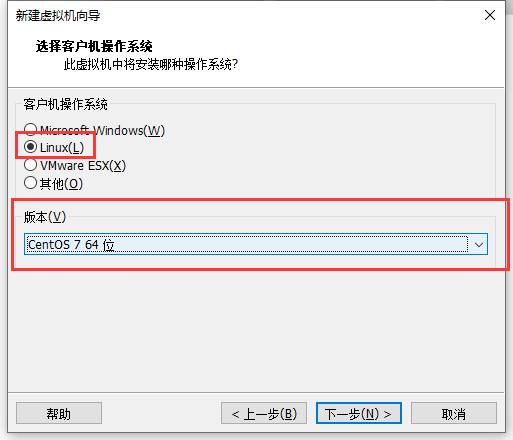 新建虚拟机向导
选择客户机操作系统
此虚拟机中将安装哪种操作系统?
客户机操作系统
Microsoft Windows(W)
Linux(L)
VMware ESX(X)
其他(O)
版本(V)
CentOS 7 64 位
帮助
< 上一步(B)
下一步(N) >
取消